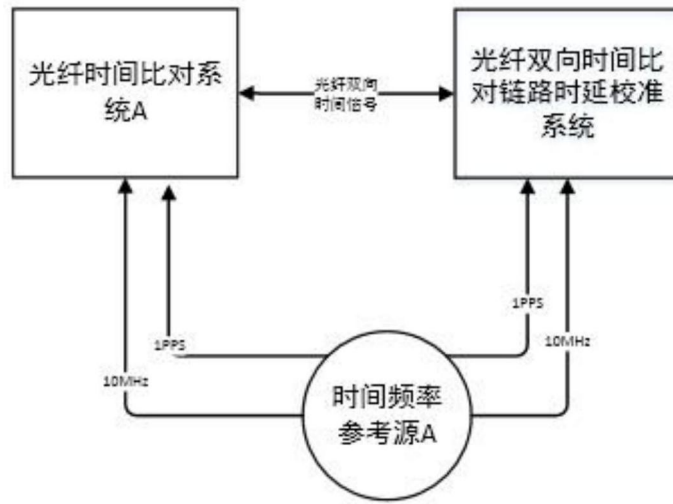 光纤时间比对系
统A
光纤双向
时间信号
光纤双向时间比
对链路时延校准
系统
1PPS
1PPS
10MHz
10MHz
时间频率
参考源A